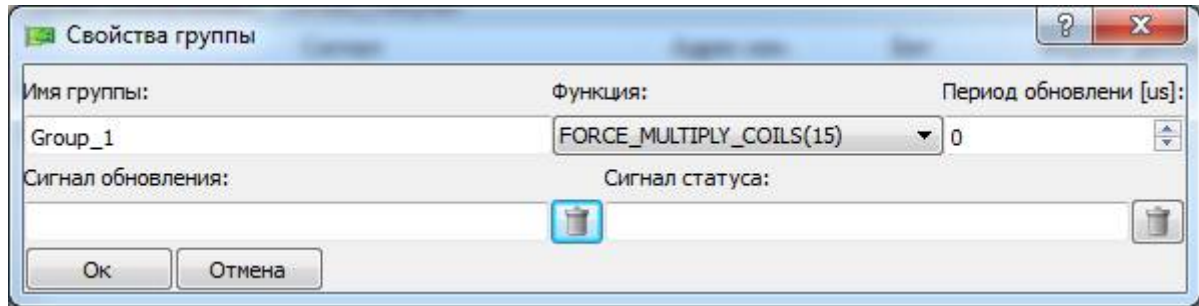 Свойства группы
Имя группы: Функция: Период обновлени [us]:
Group_1 FORCE_MULTIPLY_COILS(15) 0
Сигнал обновления: Сигнал статуса:
Ок Отмена